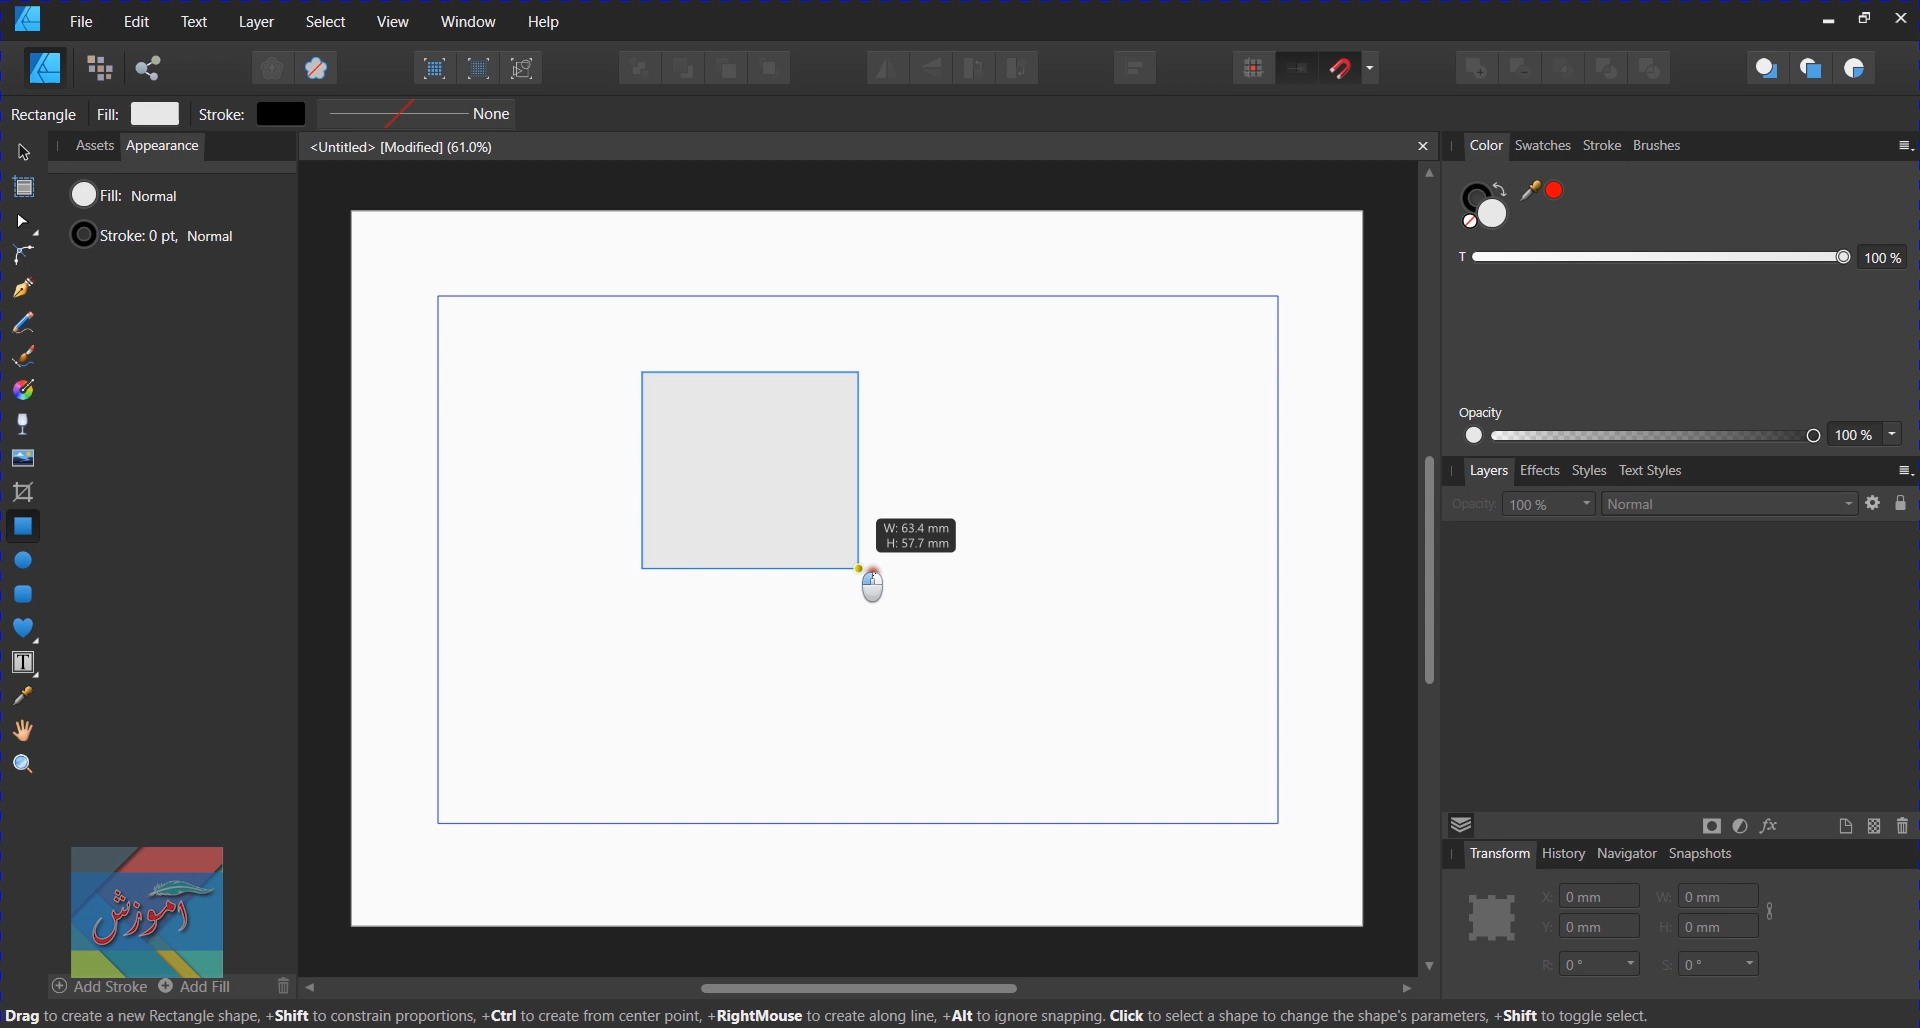 File Edit Text Layer Select View Window Help
Rectangle Fill: Stroke: None
Assets Appearance
<Untitled> [Modified] (61.0%)
Color Swatches Stroke Brushes
Fill: Normal
Stroke: 0 pt, Normal
T 100 %
W: 63.4 mm
H: 57.7 mm
Opacity
100 %
Layers Effects Styles Text Styles
Opacity: 100 % Normal
fx
Transform History Navigator Snapshots
X: 0 mm W: 0 mm
Y: 0 mm H: 0 mm
R: 0 ° S: 0 °
آموزش
Add Stroke Add Fill
Drag to create a new Rectangle shape, +Shift to constrain proportions, +Ctrl to create from center point, +RightMouse to create along line, +Alt to ignore snapping. Click to select a shape to change the shape's parameters, +Shift to toggle select.